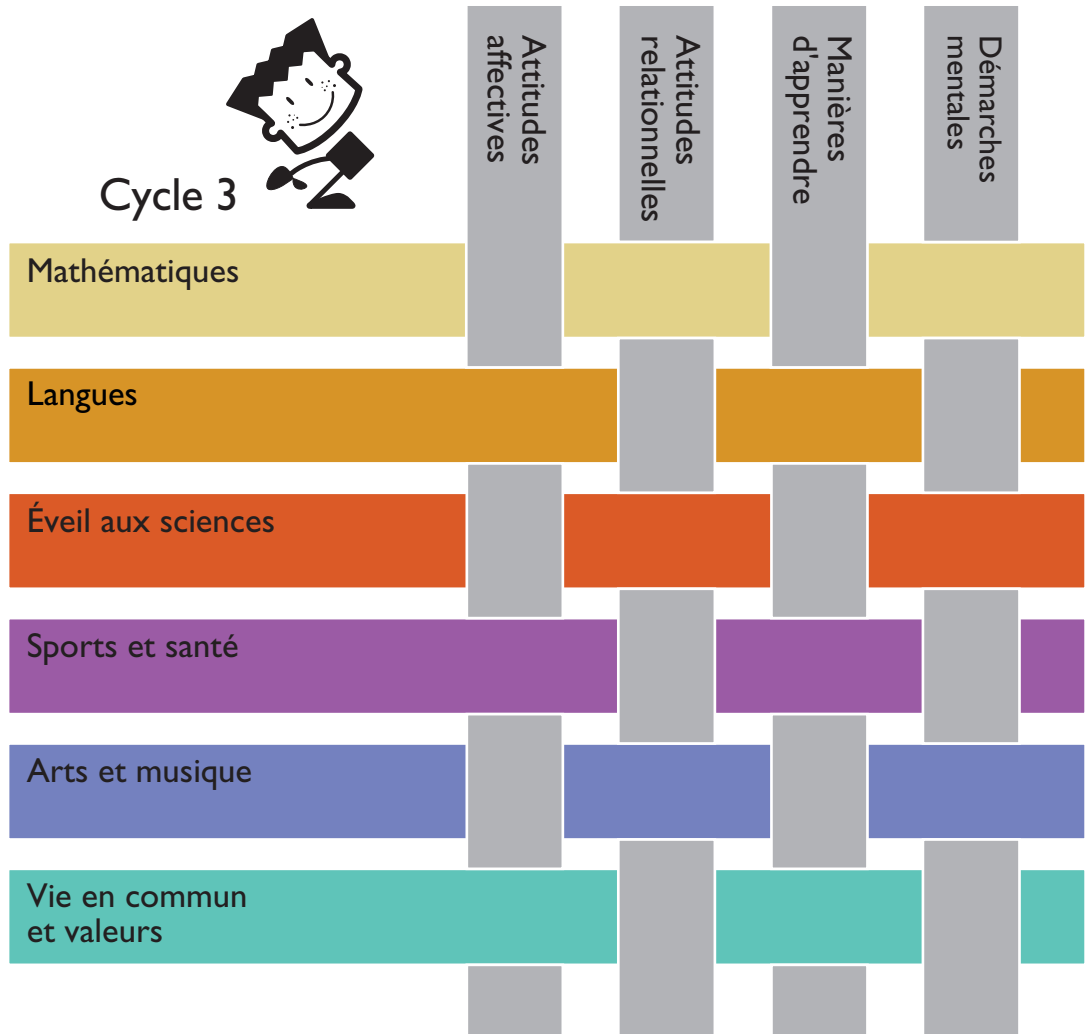 Attitudes
affectives
Attitudes
relationnelles
Manières
d'apprendre
Démarches
mentales
Cycle 3
Mathématiques
Langues
Éveil aux sciences
Sports et santé
Arts et musique
Vie en commun
et valeurs